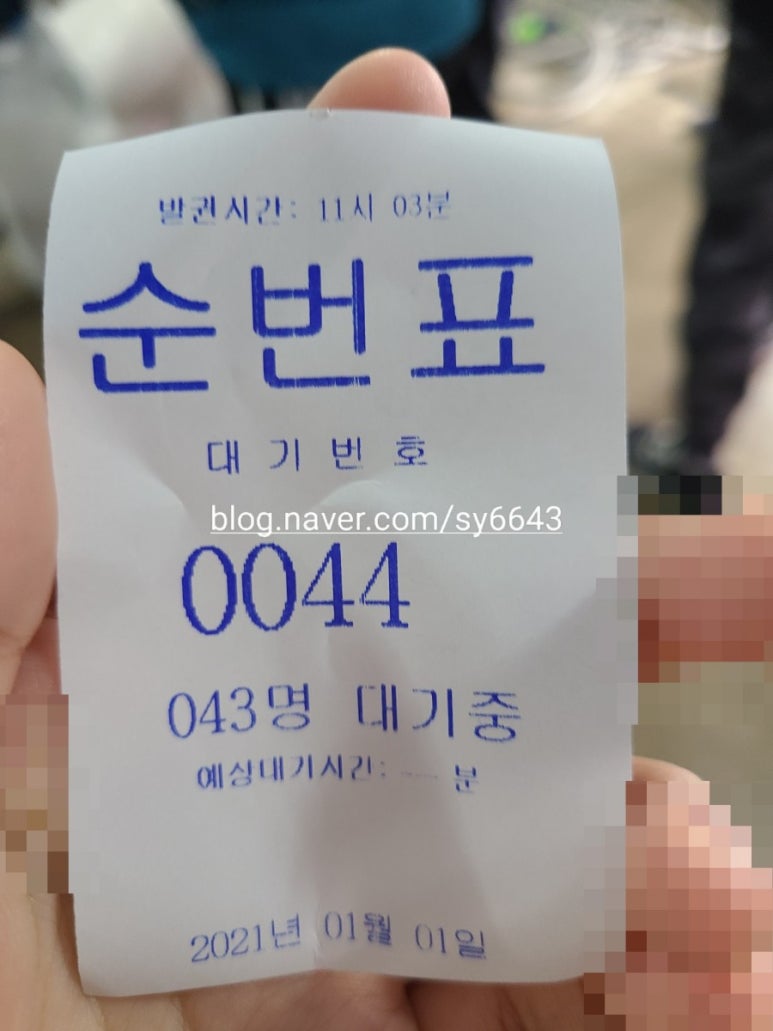 발권시간: 11시 03분
순번표
대기번호
blog.naver.com/sy6643
0044
043명 대기중
예상대기시간: --- 분
2021년 01월 01일